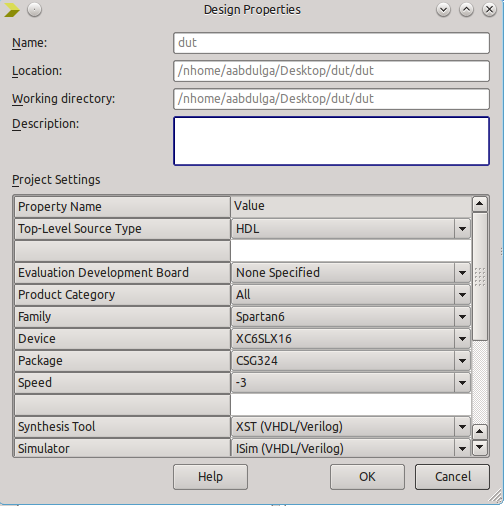 Design Properties
Name: dut
Location: /nhome/aabdulga/Desktop/dut/dut
Working directory: /nhome/aabdulga/Desktop/dut/dut
Description:
Project Settings
Property Name Value
Top-Level Source Type HDL
Evaluation Development Board None Specified
Product Category All
Family Spartan6
Device XC6SLX16
Package CSG324
Speed -3
Synthesis Tool XST (VHDL/Verilog)
Simulator ISim (VHDL/Verilog)
Help OK Cancel